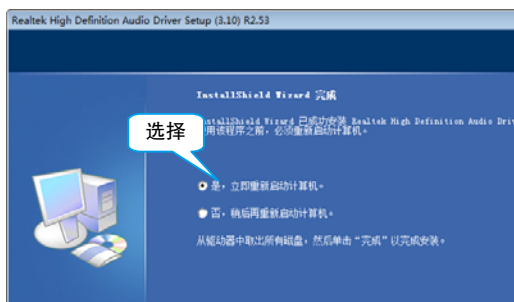 Realtek High Definition Audio Driver Setup (3.10) R2.53
InstallShield Wizard 完成
InstallShield Wizard 已成功安装 Realtek High Definition Audio Dri
用该程序之前，必须重新启动计算机。
选择
是，立即重新启动计算机。
否，稍后再重新启动计算机。
从驱动器中取出所有磁盘，然后单击“完成”以完成安装。